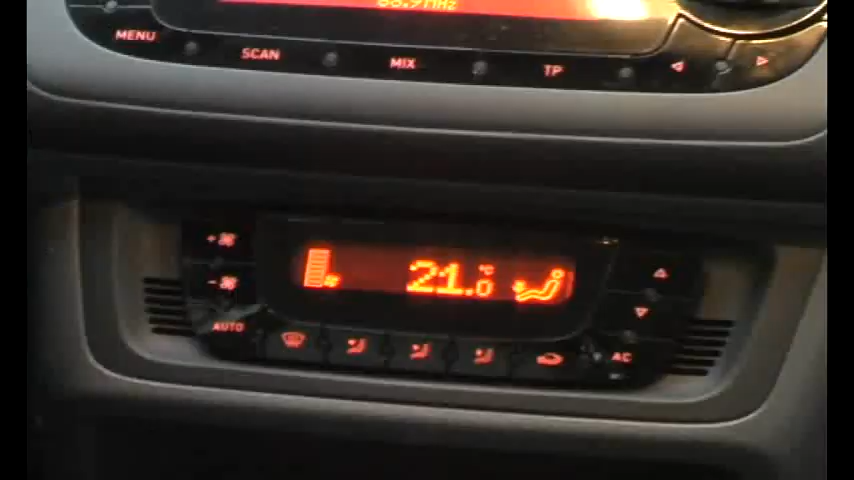 MENU
SCAN
MIX
TP
21.0 °C
AUTO
AC